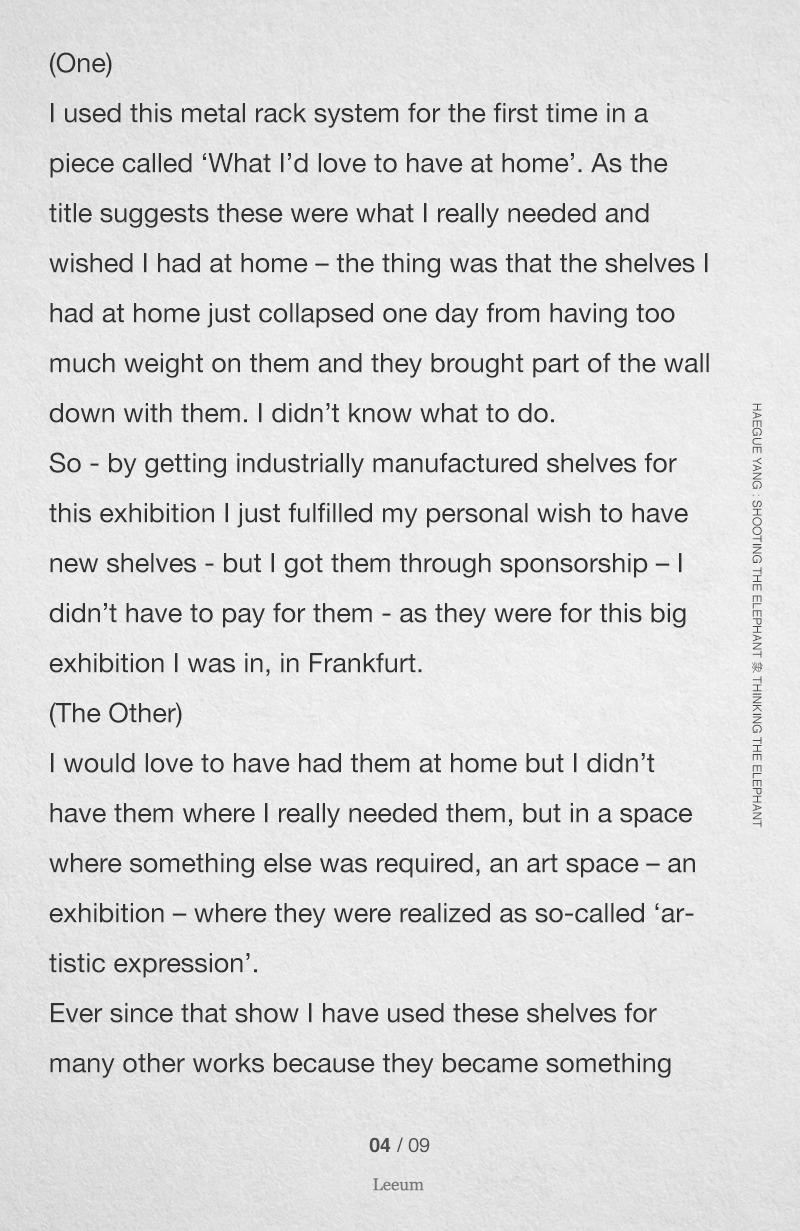 (One)
I used this metal rack system for the first time in a
piece called ‘What I’d love to have at home’. As the
title suggests these were what I really needed and
wished I had at home – the thing was that the shelves I
had at home just collapsed one day from having too
much weight on them and they brought part of the wall
down with them. I didn’t know what to do.
So - by getting industrially manufactured shelves for
this exhibition I just fulfilled my personal wish to have
new shelves - but I got them through sponsorship – I
didn’t have to pay for them - as they were for this big
exhibition I was in, in Frankfurt.
(The Other)
I would love to have had them at home but I didn’t
have them where I really needed them, but in a space
where something else was required, an art space – an
exhibition – where they were realized as so-called ‘ar-
tistic expression’.
Ever since that show I have used these shelves for
many other works because they became something
HAEGUE YANG : SHOOTING THE ELEPHANT 象 THINKING THE ELEPHANT
04 / 09
Leeum